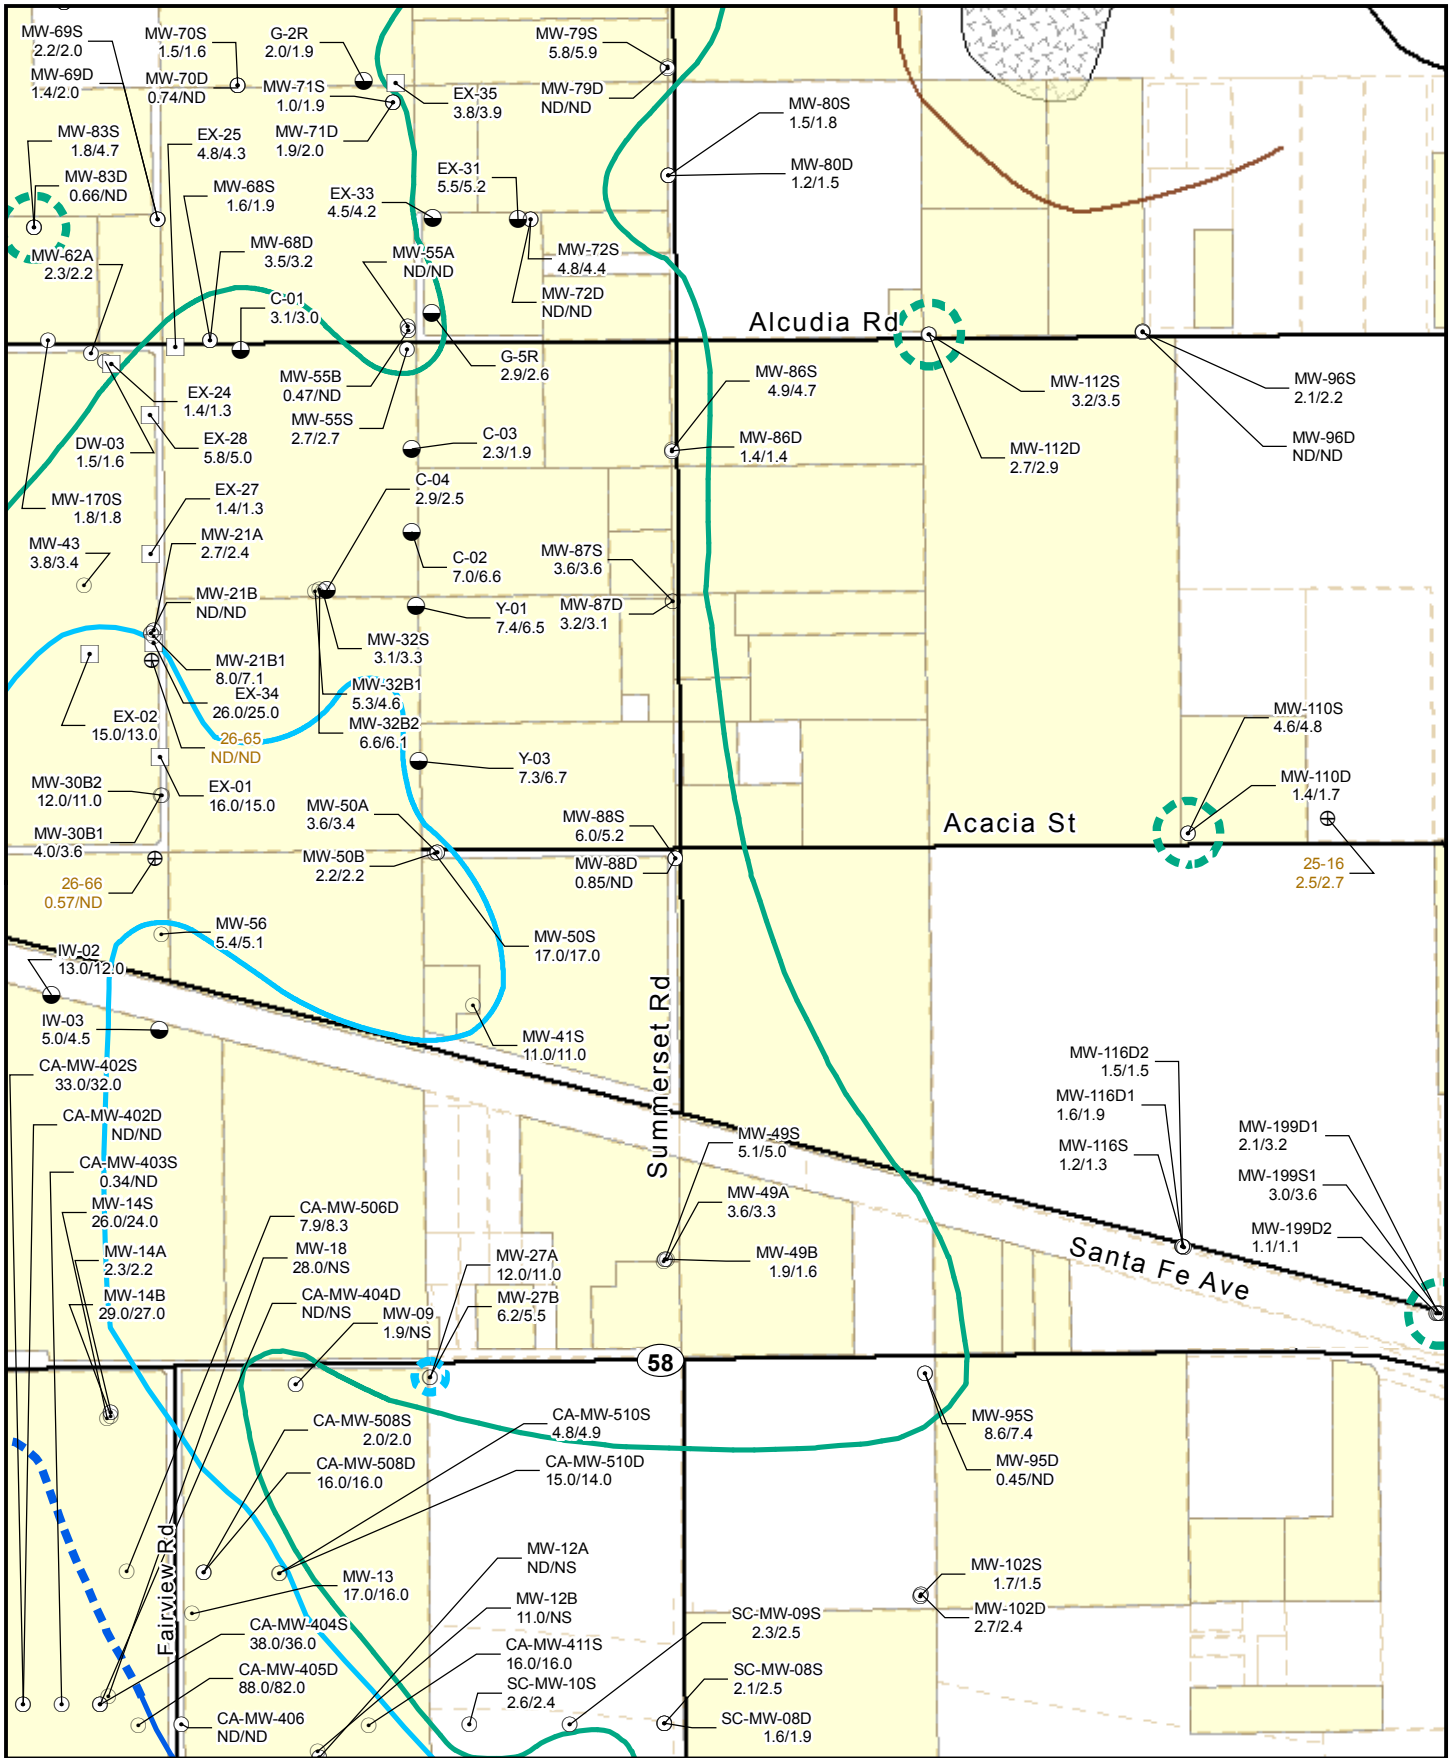 MW-69S
2.2/2.0
MW-70S
1.5/1.6
G-2R
2.0/1.9
MW-79S
5.8/5.9
MW-69D
1.4/2.0
MW-70D
0.74/ND
MW-71S
1.0/1.9
EX-35
3.8/3.9
MW-79D
ND/ND
MW-80S
1.5/1.8
MW-83S
1.8/4.7
EX-25
4.8/4.3
MW-71D
1.9/2.0
MW-80D
1.2/1.5
MW-83D
0.66/ND
MW-68S
1.6/1.9
EX-33
4.5/4.2
EX-31
5.5/5.2
MW-62A
2.3/2.2
MW-68D
3.5/3.2
MW-55A
ND/ND
MW-72S
4.8/4.4
C-01
3.1/3.0
MW-72D
ND/ND
Alcudia Rd
G-5R
2.9/2.6
MW-55B
0.47/ND
MW-86S
4.9/4.7
MW-112S
3.2/3.5
MW-96S
2.1/2.2
EX-24
1.4/1.3
MW-55S
2.7/2.7
DW-03
1.5/1.6
EX-28
5.8/5.0
C-03
2.3/1.9
MW-86D
1.4/1.4
MW-112D
2.7/2.9
MW-96D
ND/ND
MW-170S
1.8/1.8
EX-27
1.4/1.3
C-04
2.9/2.5
MW-43
3.8/3.4
MW-21A
2.7/2.4
C-02
7.0/6.6
MW-87S
3.6/3.6
MW-21B
ND/ND
Y-01
7.4/6.5
MW-87D
3.2/3.1
MW-32S
3.1/3.3
MW-21B1
8.0/7.1
EX-34
26.0/25.0
MW-32B1
5.3/4.6
EX-02
15.0/13.0
26-65
ND/ND
MW-32B2
6.6/6.1
MW-110S
4.6/4.8
Y-03
7.3/6.7
MW-30B2
12.0/11.0
EX-01
16.0/15.0
MW-110D
1.4/1.7
MW-50A
3.6/3.4
MW-88S
6.0/5.2
Acacia St
MW-30B1
4.0/3.6
MW-50B
2.2/2.2
MW-88D
0.85/ND
25-16
2.5/2.7
26-66
0.57/ND
MW-56
5.4/5.1
MW-50S
17.0/17.0
IW-02
13.0/12.0
Summerset Rd
IW-03
5.0/4.5
MW-41S
11.0/11.0
CA-MW-402S
33.0/32.0
MW-116D2
1.5/1.5
CA-MW-402D
ND/ND
MW-116D1
1.6/1.9
MW-49S
5.1/5.0
MW-199D1
2.1/3.2
CA-MW-403S
0.34/ND
MW-116S
1.2/1.3
MW-199S1
3.0/3.6
MW-14S
26.0/24.0
CA-MW-506D
7.9/8.3
MW-49A
3.6/3.3
MW-199D2
1.1/1.1
MW-14A
2.3/2.2
MW-18
28.0/NS
MW-27A
12.0/11.0
MW-49B
1.9/1.6
Santa Fe Ave
MW-14B
29.0/27.0
CA-MW-404D
ND/NS
MW-27B
6.2/5.5
MW-09
1.9/NS
58
CA-MW-508S
2.0/2.0
CA-MW-510S
4.8/4.9
MW-95S
8.6/7.4
CA-MW-508D
16.0/16.0
CA-MW-510D
15.0/14.0
MW-95D
0.45/ND
Fairview Rd
MW-12A
ND/NS
MW-13
17.0/16.0
MW-102S
1.7/1.5
MW-12B
11.0/NS
MW-102D
2.7/2.4
CA-MW-404S
38.0/36.0
SC-MW-09S
2.3/2.5
CA-MW-411S
16.0/16.0
CA-MW-405D
88.0/82.0
SC-MW-10S
2.6/2.4
SC-MW-08S
2.1/2.5
CA-MW-406
ND/ND
SC-MW-08D
1.6/1.9